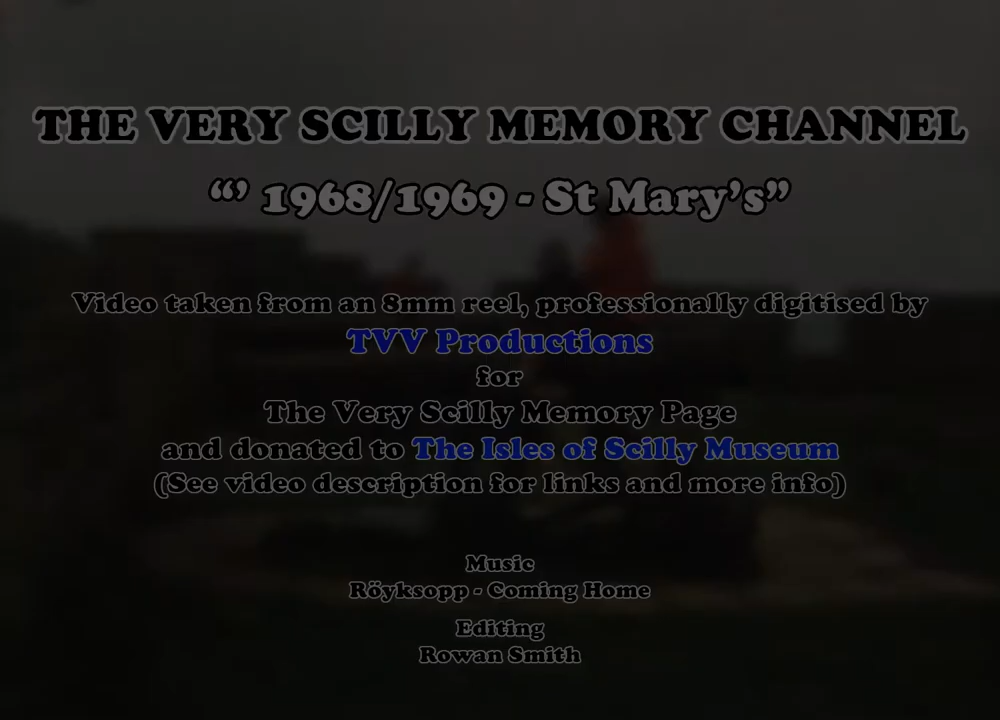 THE VERY SCILLY MEMORY CHANNEL
“’ 1968/1969 - St Mary’s”
Video taken from an 8mm reel, professionally digitised by
TVV Productions
for
The Very Scilly Memory Page
and donated to The Isles of Scilly Museum
(See video description for links and more info)
Music
Röyksopp - Coming Home
Editing
Rowan Smith